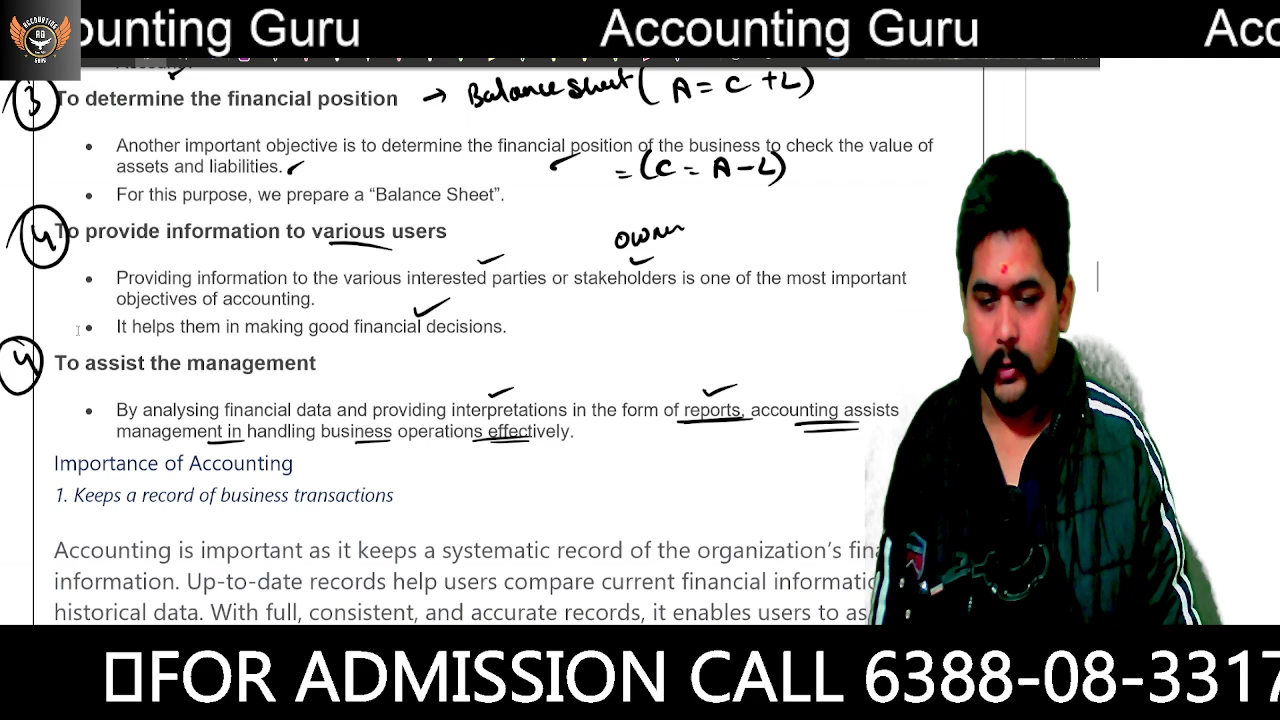 ounting Guru Accounting Guru Acc
ACCOUNTING
AG
GURU
③ To determine the financial position → Balance sheet ( A = C + L)
• Another important objective is to determine the financial position of the business to check the value of
assets and liabilities.
= (C = A - L)
• For this purpose, we prepare a “Balance Sheet”.
④ To provide information to various users
owner
• Providing information to the various interested parties or stakeholders is one of the most important
objectives of accounting.
• It helps them in making good financial decisions.
④ To assist the management
• By analysing financial data and providing interpretations in the form of reports, accounting assists
management in handling business operations effectively.
Importance of Accounting
1. Keeps a record of business transactions
Accounting is important as it keeps a systematic record of the organization’s fina
information. Up-to-date records help users compare current financial informatio
historical data. With full, consistent, and accurate records, it enables users to as
FOR ADMISSION CALL 6388-08-3317